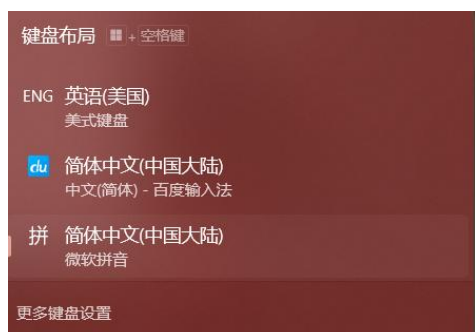 键盘布局 + 空格键
ENG 英语(美国)
美式键盘
du 简体中文(中国大陆)
中文(简体) - 百度输入法
拼 简体中文(中国大陆)
微软拼音
更多键盘设置